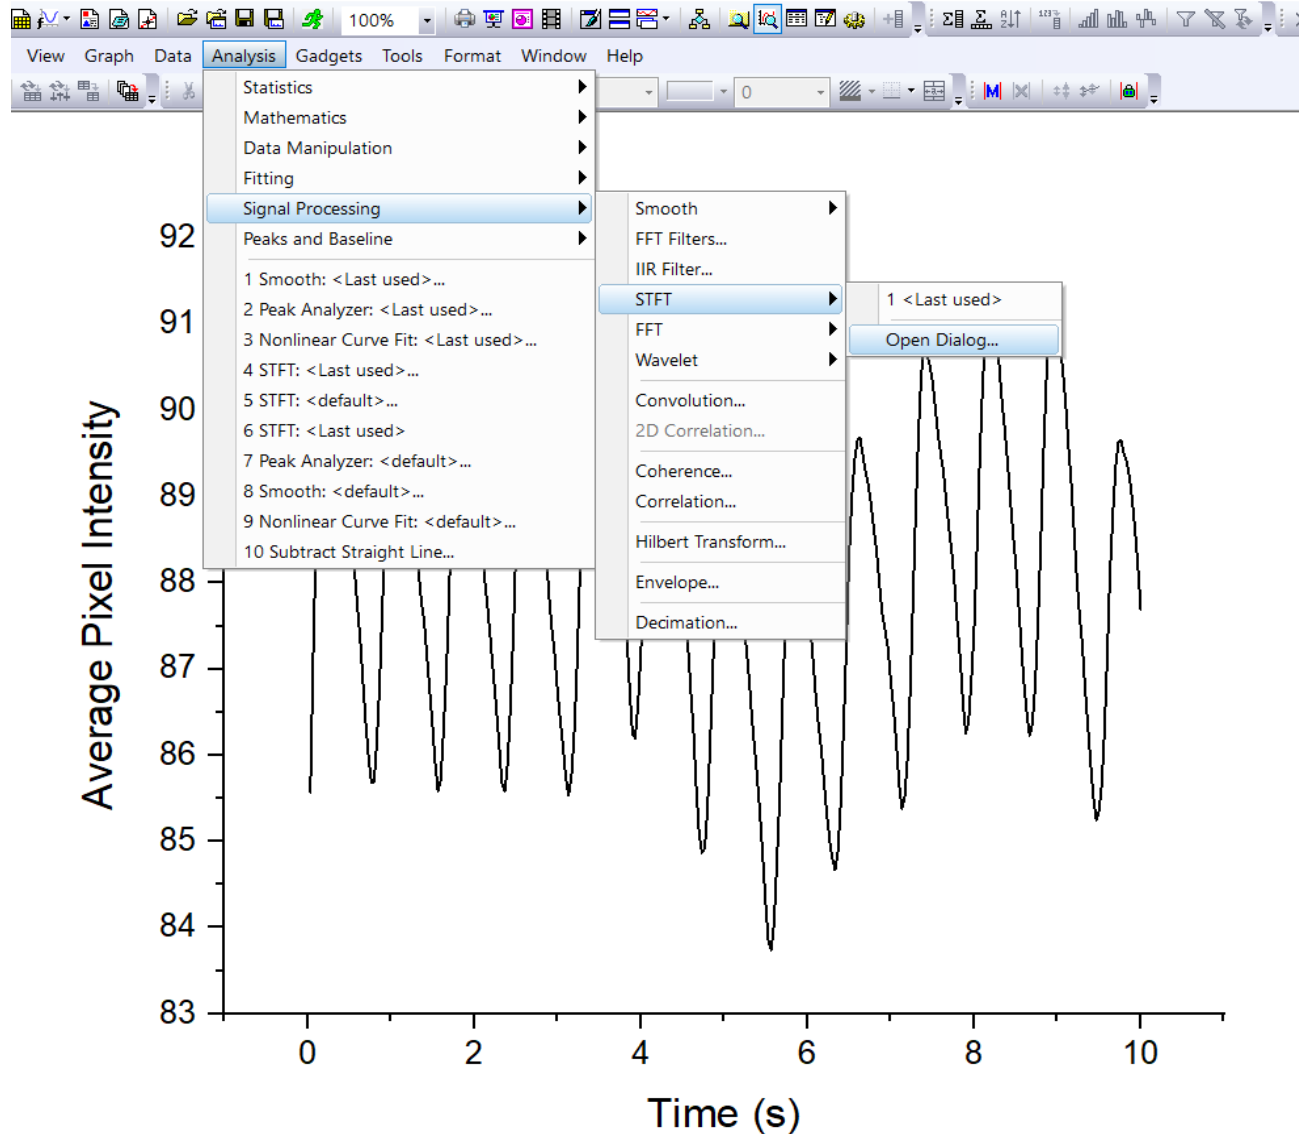 100%
View Graph Data Analysis Gadgets Tools Format Window Help
0
Statistics
Mathematics
Data Manipulation
Fitting
Signal Processing
Peaks and Baseline
1 Smooth: <Last used>...
2 Peak Analyzer: <Last used>...
3 Nonlinear Curve Fit: <Last used>...
4 STFT: <Last used>...
5 STFT: <default>...
6 STFT: <Last used>
7 Peak Analyzer: <default>...
8 Smooth: <default>...
9 Nonlinear Curve Fit: <default>...
10 Subtract Straight Line...
Smooth
FFT Filters...
IIR Filter...
STFT
FFT
Wavelet
Convolution...
2D Correlation...
Coherence...
Correlation...
Hilbert Transform...
Envelope...
Decimation...
1 <Last used>
Open Dialog...
Average Pixel Intensity
92
91
90
89
88
87
86
85
84
83
0 2 4 6 8 10
Time (s)